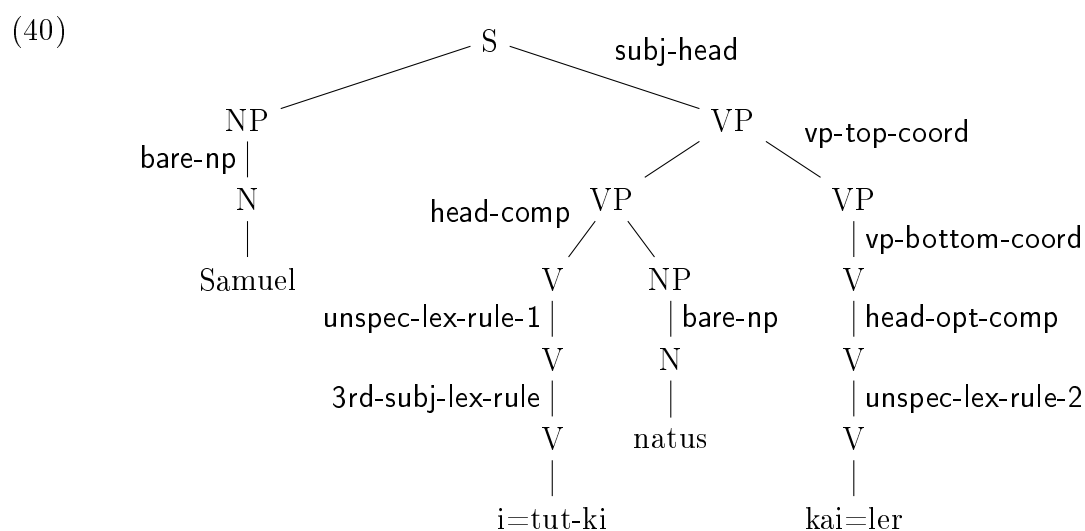 (40)
S
subj-head
NP
VP
bare-np
vp-top-coord
N
VP
VP
head-comp
vp-bottom-coord
Samuel
V
NP
V
unspec-lex-rule-1
bare-np
head-opt-comp
V
N
V
3rd-subj-lex-rule
unspec-lex-rule-2
V
natus
V
i=tut-ki
kai=ler